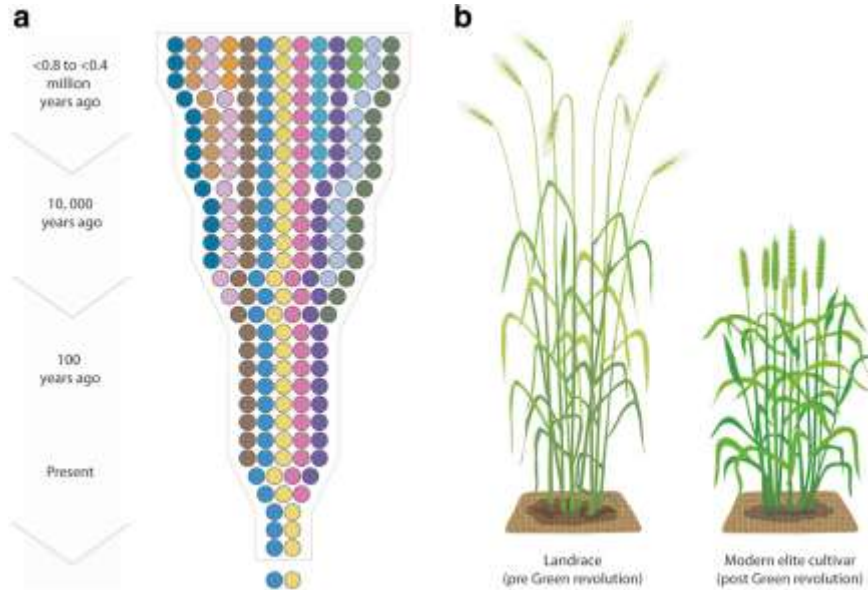 a
<0.8 to <0.4
million
years ago
10, 000
years ago
100
years ago
Present
b
Landrace
(pre Green revolution)
Modern elite cultivar
(post Green revolution)